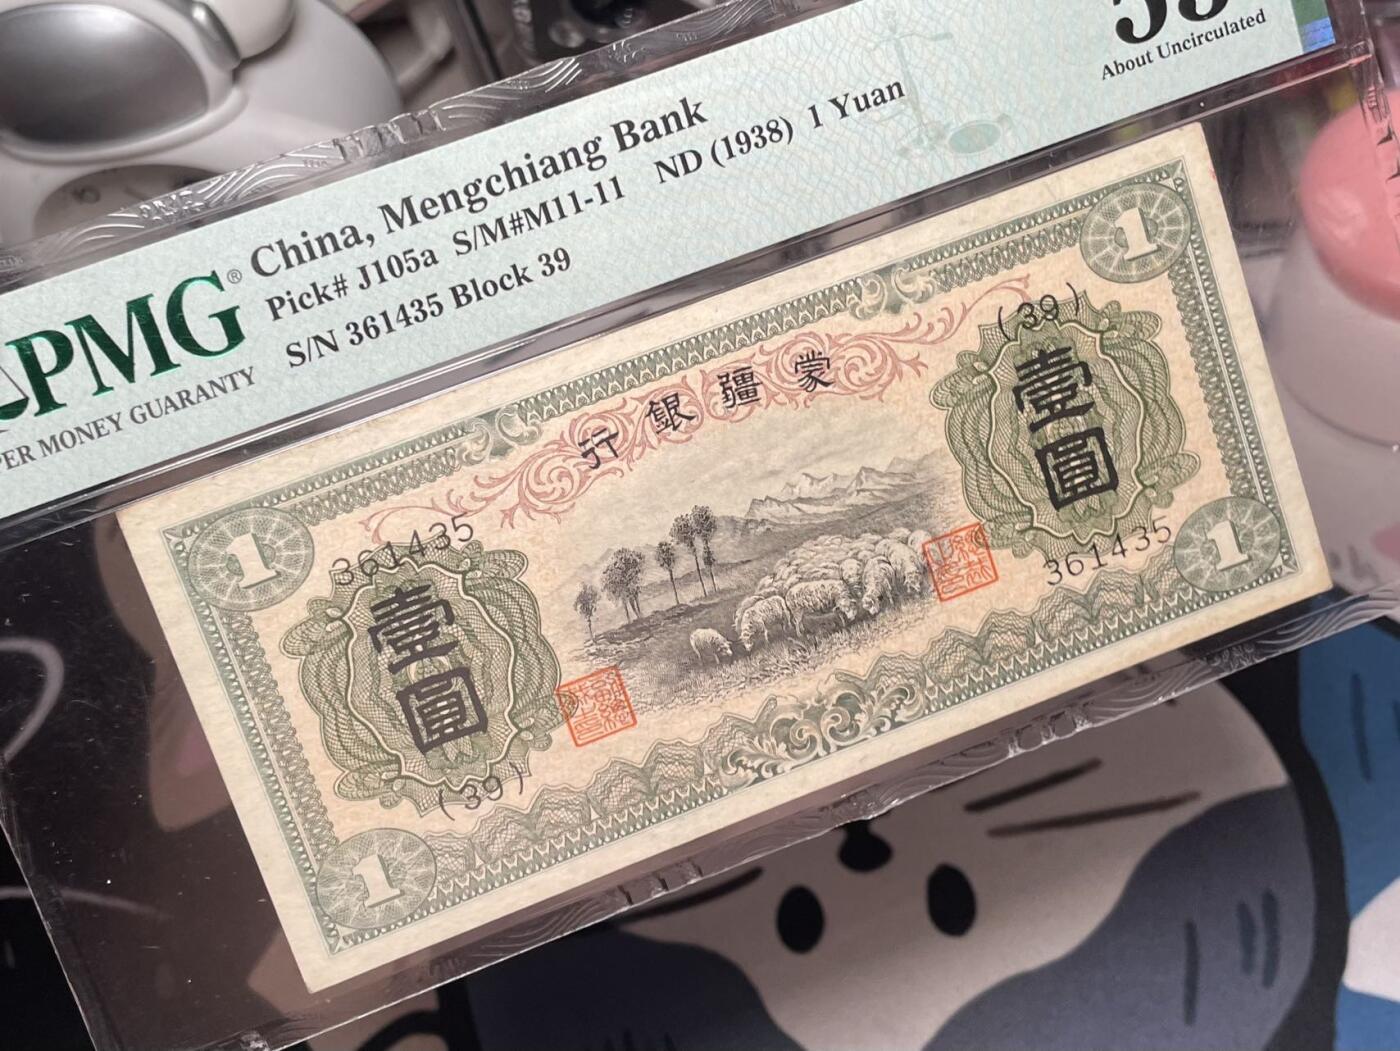 About Uncirculated
China, Mengchiang Bank
Pick# J105a S/M#M11-11 ND (1938) 1 Yuan
S/N 361435 Block 39
PMG®
PER MONEY GUARANTY
行銀疆蒙
1
1
(39)
361435
壹圓
壹圓
361435
(39)
1
1